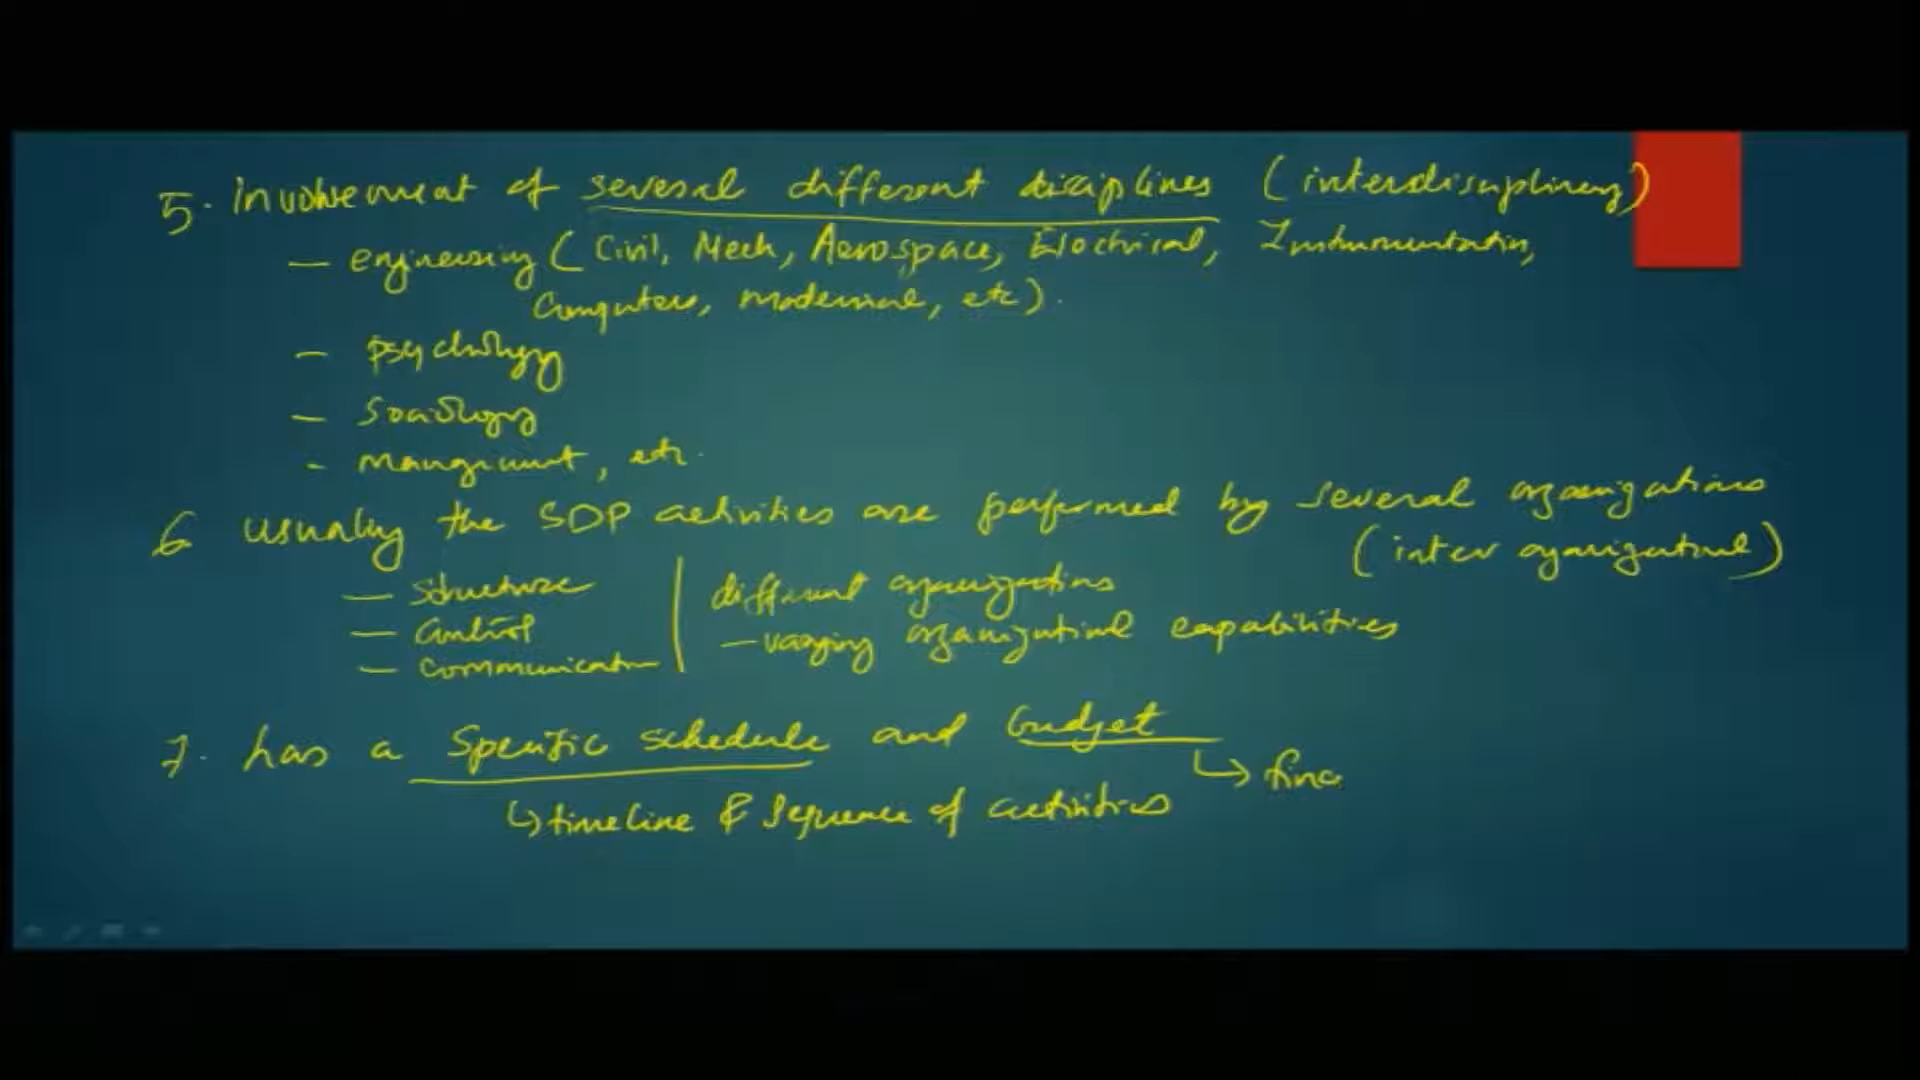 5. involvement of several different disciplines (interdisciplinary)
— engineering (Civil, Mech, Aerospace, Electrical, Instrumentation,
Computers, etc).
— psychology
— Sociology
- Management, etc.
6 usually the SDP activities are performed by several organizations
(inter organizational)
— structure
— control
— communication
different organizations
— varying organizational capabilities
7. has a specific schedule and budget
↳ finc
↳ timeline & sequence of activities